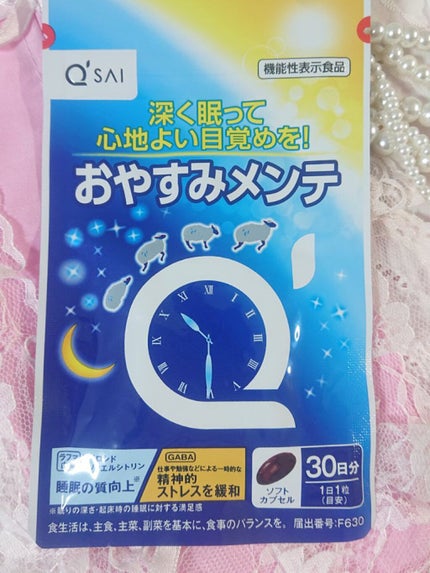 Q'SAI
機能性表示食品
深く眠って
心地よい目覚めを!
おやすみメンテ
XII
睡眠の質向上※
GABA
仕事や勉強などによる一時的な
精神的
ストレスを緩和
ソフト
カプセル
30日分
1日1粒
(目安)
※眠りの深さ・起床時の睡眠に対する満足感
食生活は、主食、主菜、副菜を基本に、食事のバランスを。 届出番号:F630